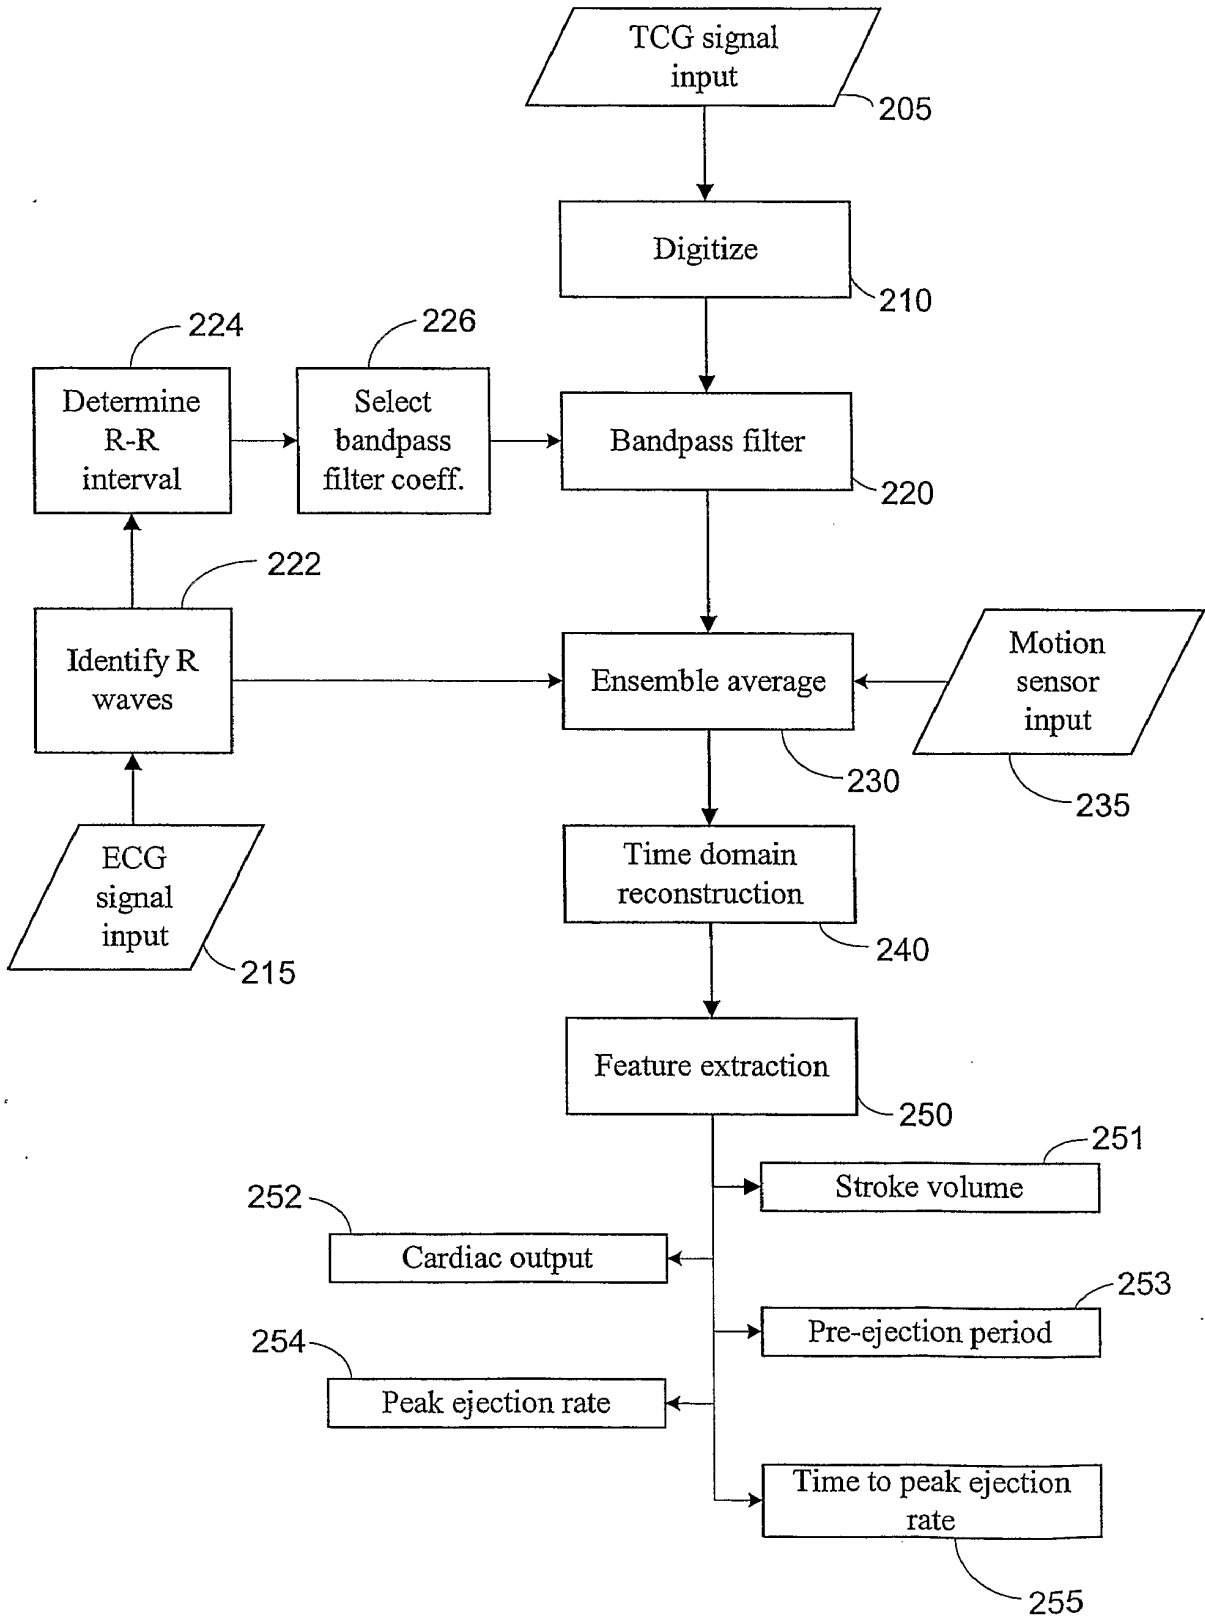 TCG signal
input
205
Digitize
210
224
226
Determine
R-R
interval
Select
bandpass
filter coeff.
Bandpass filter
220
222
Identify R
waves
Ensemble average
Motion
sensor
input
230
235
ECG
signal
input
215
Time domain
reconstruction
240
Feature extraction
250
251
Stroke volume
252
Cardiac output
253
Pre-ejection period
254
Peak ejection rate
Time to peak ejection
rate
255